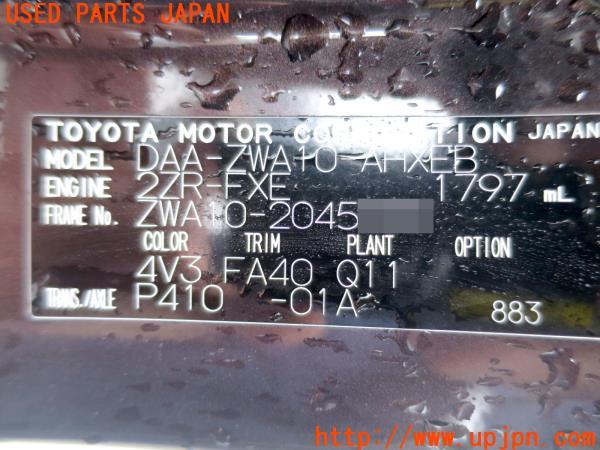 USED PARTS JAPAN
TOYOTA MOTOR CORPORATION JAPAN
MODEL DAA-ZWA10-AHXEB
ENGINE 2ZR-FXE 1797 mL
FRAME No. ZWA10-2045
COLOR TRIM PLANT OPTION
4V3 FA40 Q11
TRANS./AXLE P410 -01A 883
http://www.upjpn.com/